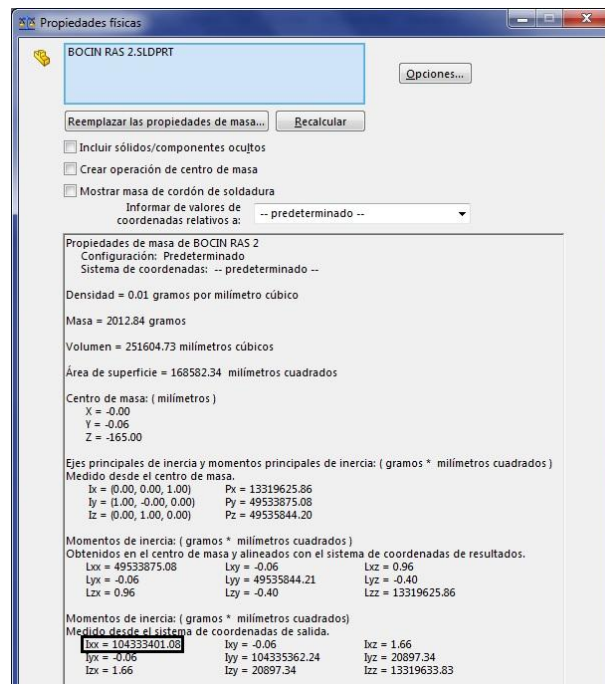 Propiedades físicas
BOCIN RAS 2.SLDPRT
Opciones...
Reemplazar las propiedades de masa... Recalcular
Incluir sólidos/componentes ocultos
Crear operación de centro de masa
Mostrar masa de cordón de soldadura
Informar de valores de coordenadas relativos a: -- predeterminado --
Propiedades de masa de BOCIN RAS 2
Configuración: Predeterminado
Sistema de coordenadas: -- predeterminado --
Densidad = 0.01 gramos por milímetro cúbico
Masa = 2012.84 gramos
Volumen = 251604.73 milímetros cúbicos
Área de superficie = 168582.34 milímetros cuadrados
Centro de masa: ( milímetros )
X = -0.00
Y = -0.06
Z = -165.00
Ejes principales de inercia y momentos principales de inercia: ( gramos * milímetros cuadrados )
Medido desde el centro de masa.
Ix = (0.00, 0.00, 1.00) Px = 13319625.86
Iy = (1.00, -0.00, 0.00) Py = 49533875.08
Iz = (0.00, 1.00, 0.00) Pz = 49535844.20
Momentos de inercia: ( gramos * milímetros cuadrados )
Obtenidos en el centro de masa y alineados con el sistema de coordenadas de resultados.
Lxx = 49533875.08 Lxy = -0.06 Lxz = 0.96
Lyx = -0.06 Lyy = 49535844.21 Lyz = -0.40
Lzx = 0.96 Lzy = -0.40 Lzz = 13319625.86
Momentos de inercia: ( gramos * milímetros cuadrados)
Medido desde el sistema de coordenadas de salida.
Ixx = 104333401.08 Ixy = -0.06 Ixz = 1.66
Iyx = -0.06 Iyy = 104335362.24 Iyz = 20897.34
Izx = 1.66 Izy = 20897.34 Izz = 13319633.83